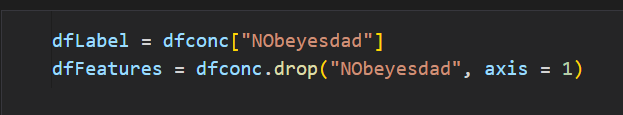 dfLabel = dfconc["NObeyesdad"]
dfFeatures = dfconc.drop("NObeyesdad", axis = 1)